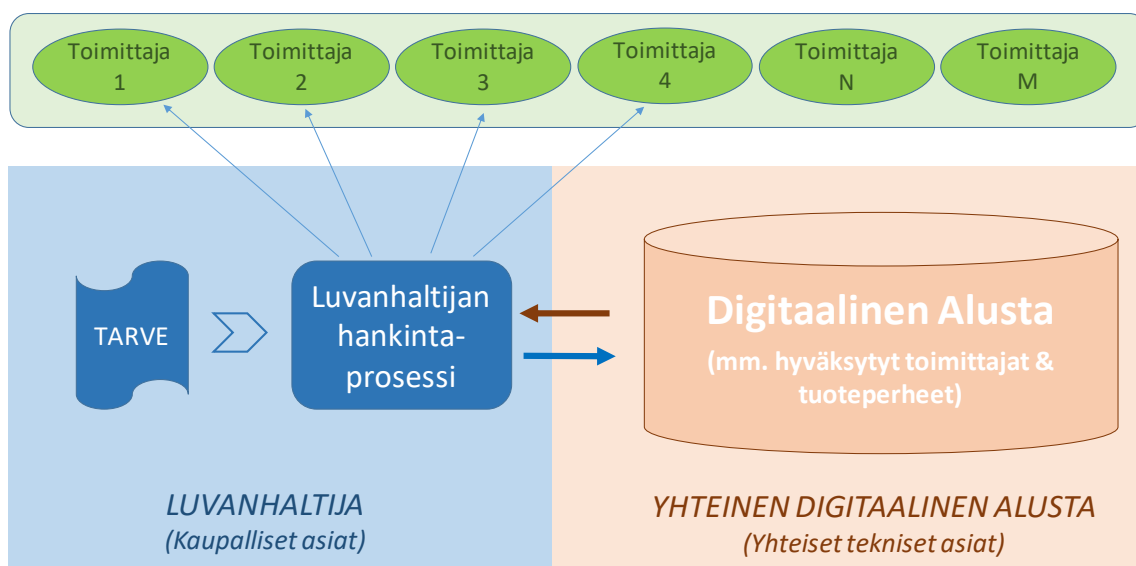 Toimittaja
1
Toimittaja
2
Toimittaja
3
Toimittaja
4
Toimittaja
N
Toimittaja
M
TARVE
Luvanhaltijan
hankinta-
prosessi
Digitaalinen Alusta
(mm. hyväksytyt toimittajat &
tuoteperheet)
LUVANHALTIJA
(Kaupalliset asiat)
YHTEINEN DIGITAALINEN ALUSTA
(Yhteiset tekniset asiat)